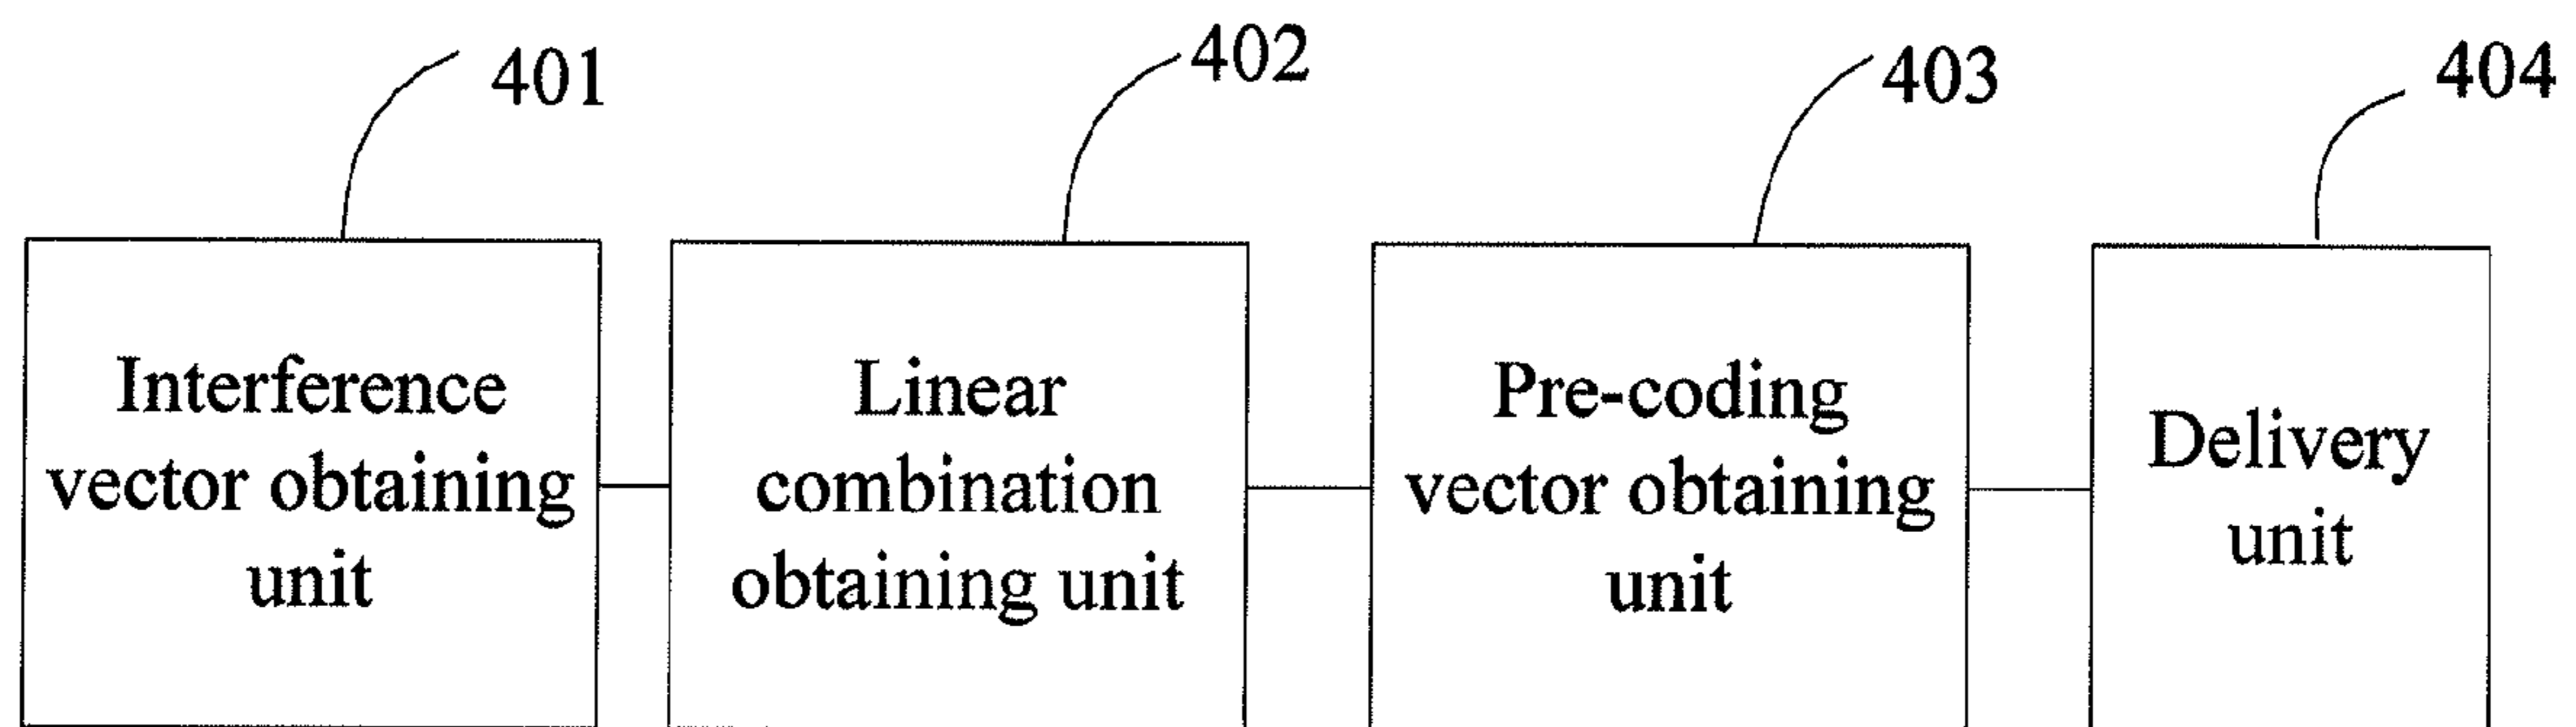 401
402
403
404
Interference
vector obtaining
unit
Linear
combination
obtaining unit
Pre-coding
vector obtaining
unit
Delivery
unit